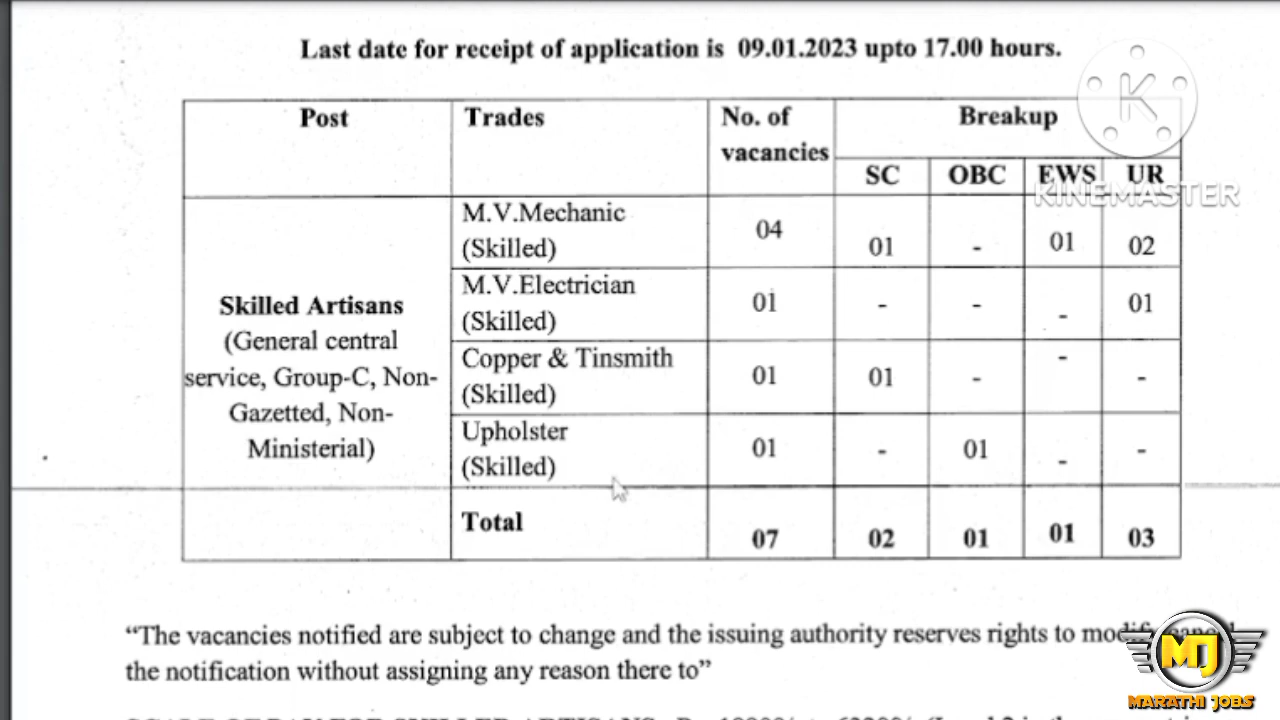 Last date for receipt of application is 09.01.2023 upto 17.00 hours.
Post Trades No. of vacancies Breakup
SC OBC EWS UR
KINEMASTER
Skilled Artisans
(General central
service, Group-C, Non-
Gazetted, Non-
Ministerial)
M.V.Mechanic
(Skilled)
04 01 - 01 02
M.V.Electrician
(Skilled)
01 - - - 01
Copper & Tinsmith
(Skilled)
01 01 - - -
Upholster
(Skilled)
01 - 01 - -
Total 07 02 01 01 03
“The vacancies notified are subject to change and the issuing authority reserves rights to
the notification without assigning any reason there to”
MJ
MARATHI JOBS